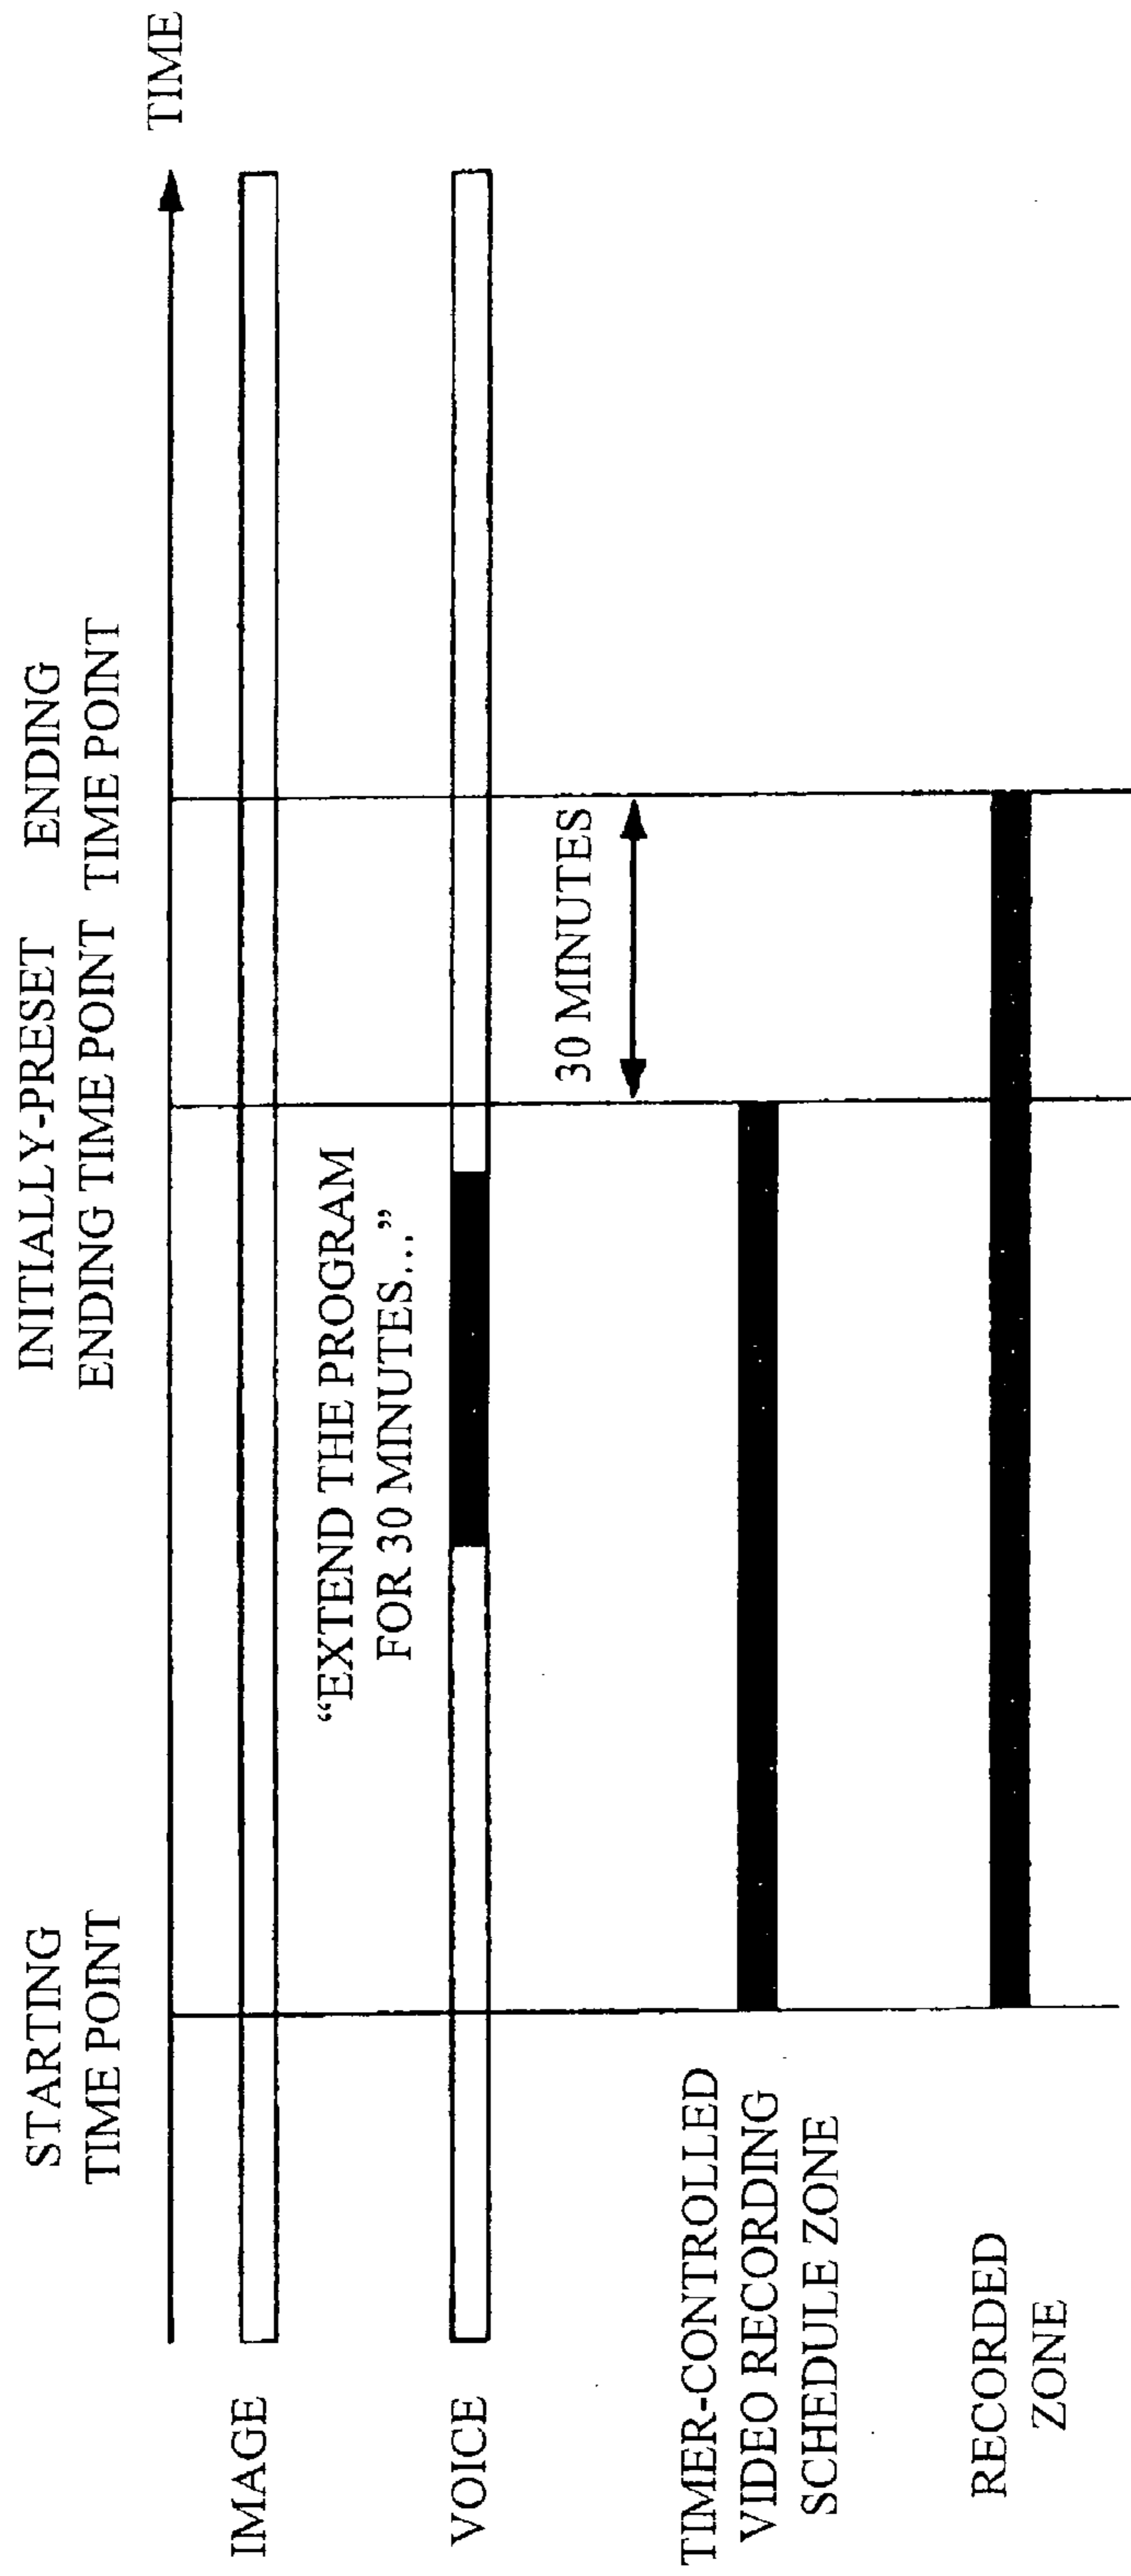 STARTING
TIME POINT
INITIALLY-PRESET
ENDING TIME POINT
ENDING
TIME POINT
TIME
IMAGE
"EXTEND THE PROGRAM
FOR 30 MINUTES..."
VOICE
30 MINUTES
TIMER-CONTROLLED
VIDEO RECORDING
SCHEDULE ZONE
RECORDED
ZONE